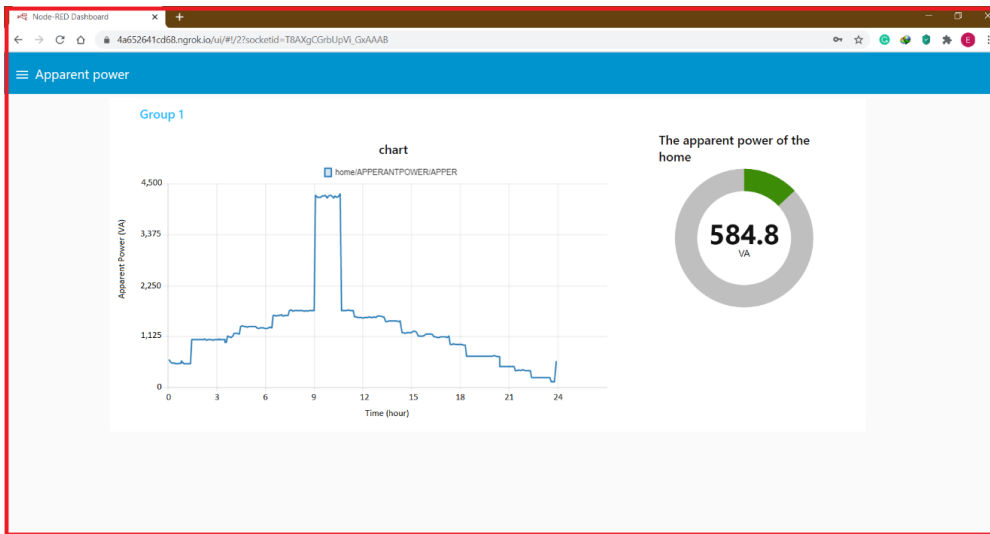 Node-RED Dashboard
4a652641cd68.ngrok.io/ui/#!/2?socketid=T8AXgCGrbUpVi_GxAAAB
Apparent power
Group 1
chart
home/APPERANTPOWER/APPER
4,500
3,375
2,250
1,125
0
Apparent Power (VA)
0 3 6 9 12 15 18 21 24
Time (hour)
The apparent power of the
home
584.8
VA
E